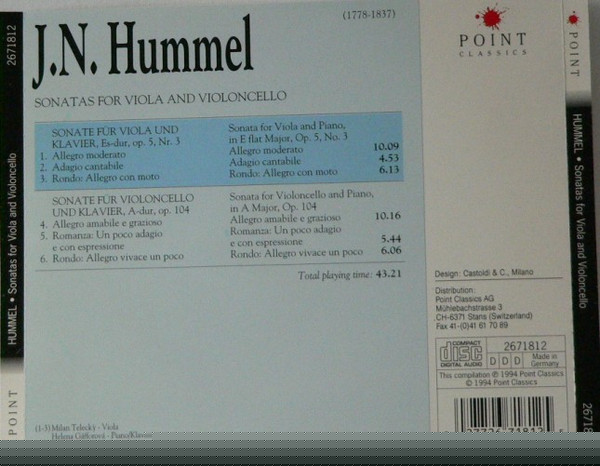 2671812
HUMMEL • Sonatas for Viola and Violoncello
POINT
J.N. Hummel
(1778-1837)
SONATAS FOR VIOLA AND VIOLONCELLO
SONATE FÜR VIOLA UND
KLAVIER, Es-dur, op. 5, Nr. 3
1. Allegro moderato
2. Adagio cantabile
3. Rondo: Allegro con moto
Sonata for Viola and Piano,
in E flat Major, Op. 5, No. 3
Allegro moderato 10.09
Adagio cantabile 4.53
Rondo: Allegro con moto 6.13
SONATE FÜR VIOLONCELLO
UND KLAVIER, A-dur, op. 104
4. Allegro amabile e grazioso
5. Romanza: Un poco adagio
e con espressione
6. Rondo: Allegro vivace un poco
Sonata for Violoncello and Piano,
in A Major, Op. 104
Allegro amabile e grazioso 10.16
Romanza: Un poco adagio
e con espressione 5.44
Rondo: Allegro vivace un poco 6.06
Total playing time: 43.21
(1-3) Milan Telecký - Viola
Helena Gáfforová - Piano/Klavier
POINT
CLASSICS
Design: Castoldi & C., Milano
Distribution:
Point Classics AG
Mühlebachstrasse 3
CH-6371 Stans (Switzerland)
Fax 41-(0)41 61 70 89
COMPACT
disc
DIGITAL AUDIO
2671812
D D D
Made in
Germany
This compilation ℗ 1994 Point Classics
© 1994 Point Classics
POINT
HUMMEL • Sonatas for Viola and Violoncello